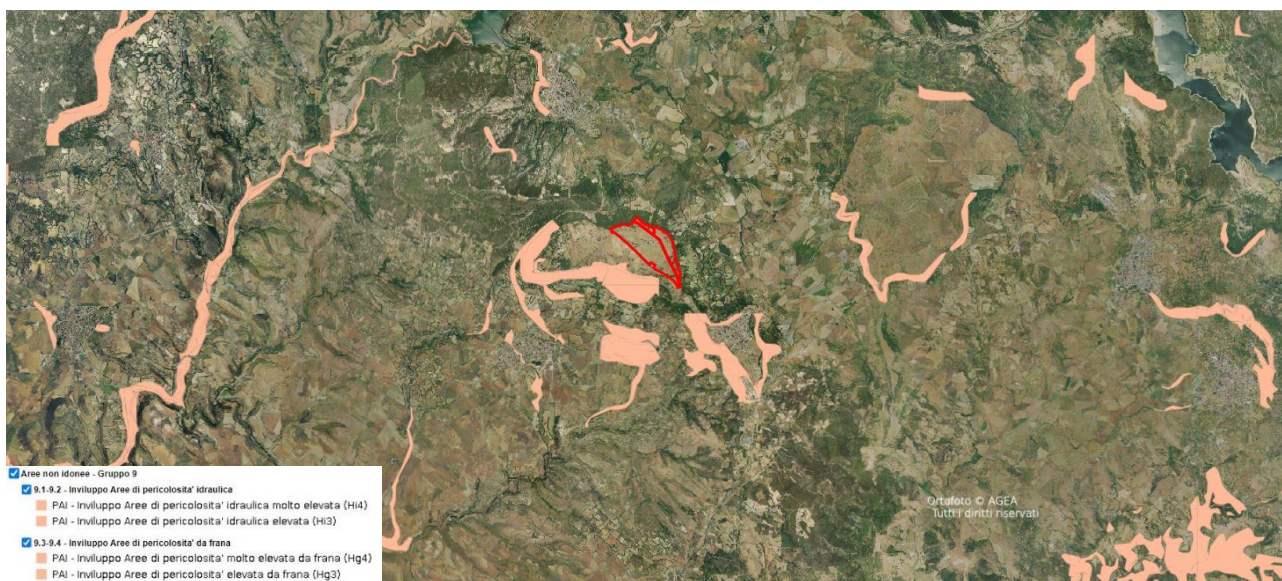 Aree non idonee - Gruppo 9
9.1-9.2 - Inviluppo Aree di pericolosita' idraulica
PAI - Inviluppo Aree di pericolosita' idraulica molto elevata (Hi4)
PAI - Inviluppo Aree di pericolosita' idraulica elevata (Hi3)
9.3-9.4 - Inviluppo Aree di pericolosita' da frana
PAI - Inviluppo Aree di pericolosita' molto elevata da frana (Hg4)
PAI - Inviluppo Aree di pericolosita' elevata da frana (Hg3)
Ortofoto © AGEA
Tutti i diritti riservati